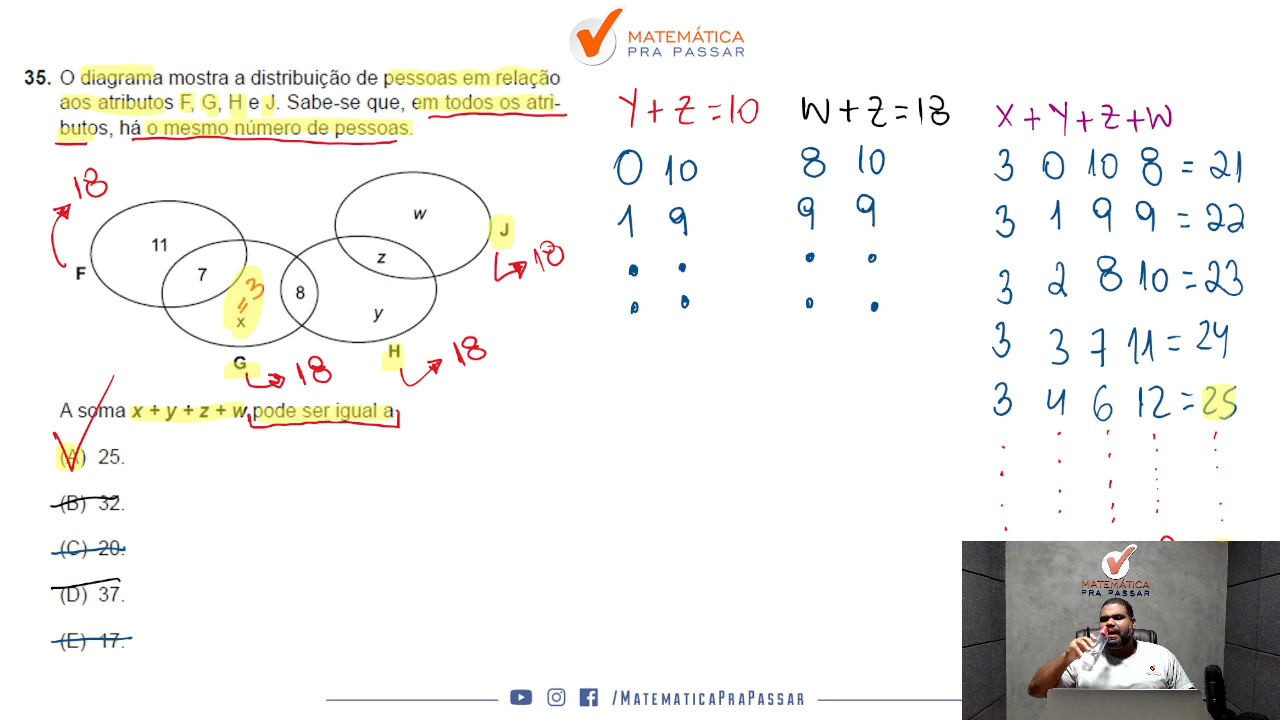 MATEMÁTICA
PRA PASSAR
35. O diagrama mostra a distribuição de pessoas em relação
aos atributos F, G, H e J. Sabe-se que, em todos os atri-
butos, há o mesmo número de pessoas.
18
11
7
F
x
= 3
G
18
8
z
y
H
18
w
J
18
A soma x + y + z + w pode ser igual a
(A) 25.
(B) 32.
(C) 20.
(D) 37.
(E) 17.
Y + Z = 10
0 10
1 9
W + Z = 18
8 10
9 9
X + Y + Z + W
3 0 10 8 = 21
3 1 9 9 = 22
3 2 8 10 = 23
3 3 7 11 = 24
3 4 6 12 = 25
MATEMÁTICA
PRA PASSAR
/MATEMATICAPRAPASSAR